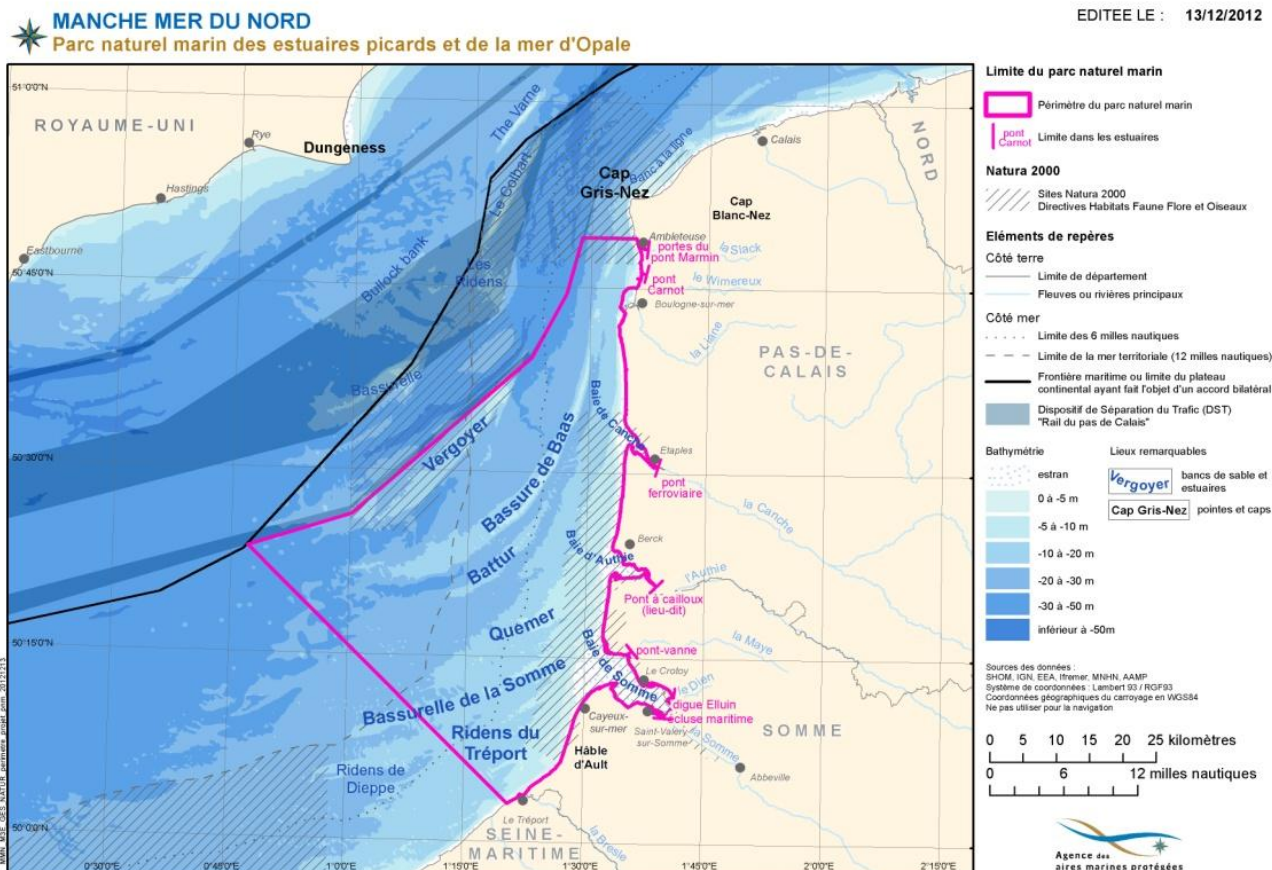 MANCHE MER DU NORD
Parc naturel marin des estuaires picards et de la mer d'Opale
EDITEE LE : 13/12/2012
51°0'0"N
50°45'0"N
50°30'0"N
50°15'0"N
50°0'0"N
0°30'0"E
0°45'0"E
1°0'0"E
1°15'0"E
1°30'0"E
1°45'0"E
2°0'0"E
2°15'0"E
ROYAUME-UNI
Rye
Dungeness
Hastings
Eastbourne
The Varne
Le Colbart
Banc à la ligne
Cap
Gris-Nez
Calais
NORD
Cap
Blanc-Nez
Ambleteuse
portes du
pont Marmin
la Slack
Bullock bank
Les
Ridens
pont
Carnot
le Wimereux
Boulogne-sur-mer
la Liane
PAS-DE-
CALAIS
Bassurelle
Vergoyer
Bassure de Baas
Baie de Canche
Etaples
pont
ferroviaire
la Canche
Battur
Berck
Baie d'Authie
l'Authie
Pont à cailloux
(lieu-dit)
Quemer
la Maye
pont-vanne
Baie de Somme
Le Crotoy
le Dien
digue Elluin
écluse maritime
Bassurelle de la Somme
Ridens du
Tréport
Cayeux-
sur-mer
Saint-Valéry
-sur-Somme
SOMME
la Somme
Hâble
d'Ault
Abbeville
Ridens de
Dieppe
Le Tréport
SEINE-
MARITIME
la Bresle
Limite du parc naturel marin
Périmètre du parc naturel marin
pont
Carnot
Limite dans les estuaires
Natura 2000
Sites Natura 2000
Directives Habitats Faune Flore et Oiseaux
Eléments de repères
Côté terre
Limite de département
Fleuves ou rivières principaux
Côté mer
Limite des 6 milles nautiques
Limite de la mer territoriale (12 milles nautiques)
Frontière maritime ou limite du plateau
continental ayant fait l'objet d'un accord bilatéral
Dispositif de Séparation du Trafic (DST)
"Rail du pas de Calais"
Bathymétrie
estran
0 à -5 m
-5 à -10 m
-10 à -20 m
-20 à -30 m
-30 à -50 m
inférieur à -50m
Lieux remarquables
Vergoyer
bancs de sable et
estuaires
Cap Gris-Nez
pointes et caps
Sources des données :
SHOM, IGN, EEA, Ifremer, MNHN, AAMP
Système de coordonnées : Lambert 93 / RGF93
Coordonnées géographiques du carroyage en WGS84
Ne pas utiliser pour la navigation
0 5 10 15 20 25 kilomètres
0 6 12 milles nautiques
Agence des
aires marines protégées